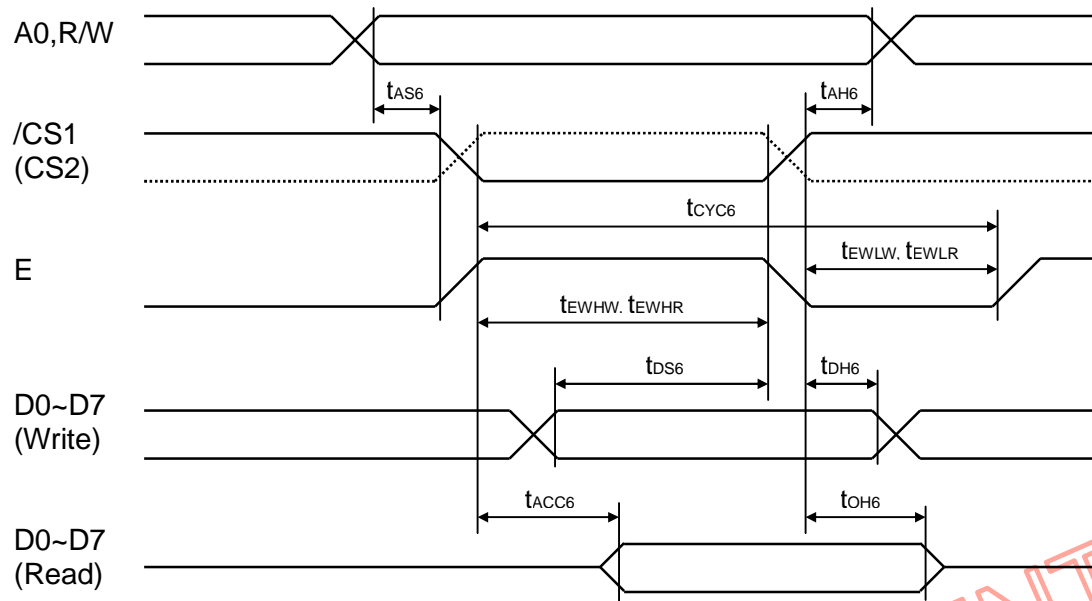 A0,R/W
tAS6
tAH6
/CS1
(CS2)
tCYC6
tEWLW, tEWLR
E
tEWHW. tEWHR
tDS6
tDH6
D0~D7
(Write)
tACC6
tOH6
D0~D7
(Read)